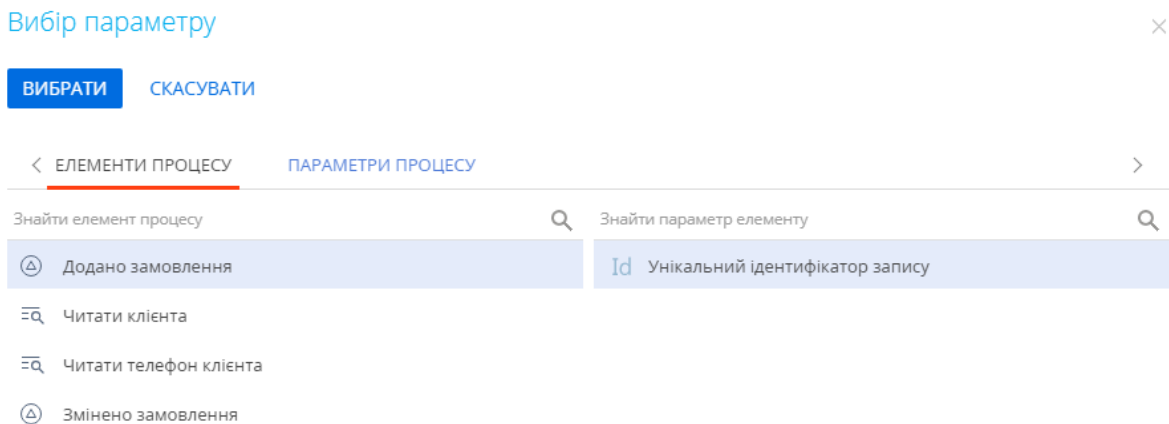 Вибір параметру
ВИБРАТИ СКАСУВАТИ
ЕЛЕМЕНТИ ПРОЦЕСУ ПАРАМЕТРИ ПРОЦЕСУ
Знайти елемент процесу Знайти параметр елементу
Додано замовлення Id Унікальний ідентифікатор запису
Читати клієнта
Читати телефон клієнта
Змінено замовлення